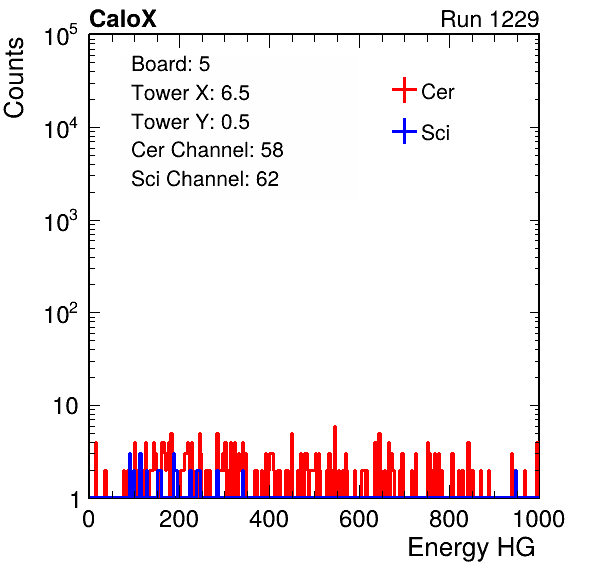 CaloX Run 1229
Counts
10^5
10^4
10^3
10^2
10
1
Board: 5
Tower X: 6.5
Tower Y: 0.5
Cer Channel: 58
Sci Channel: 62
Cer
Sci
0 200 400 600 800 1000
Energy HG